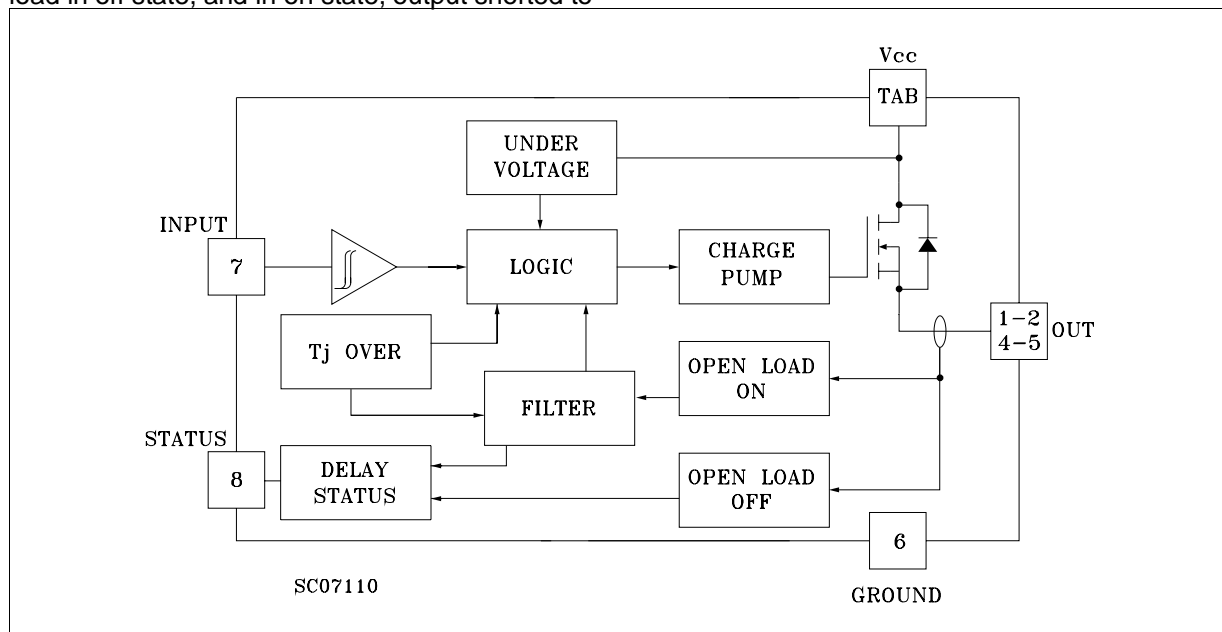 load in off state, and in on state, output shorted to
Vcc
TAB
UNDER
VOLTAGE
INPUT
7
LOGIC
CHARGE
PUMP
1-2
4-5
OUT
Tj OVER
OPEN LOAD
ON
FILTER
STATUS
8
DELAY
STATUS
OPEN LOAD
OFF
6
SC07110
GROUND